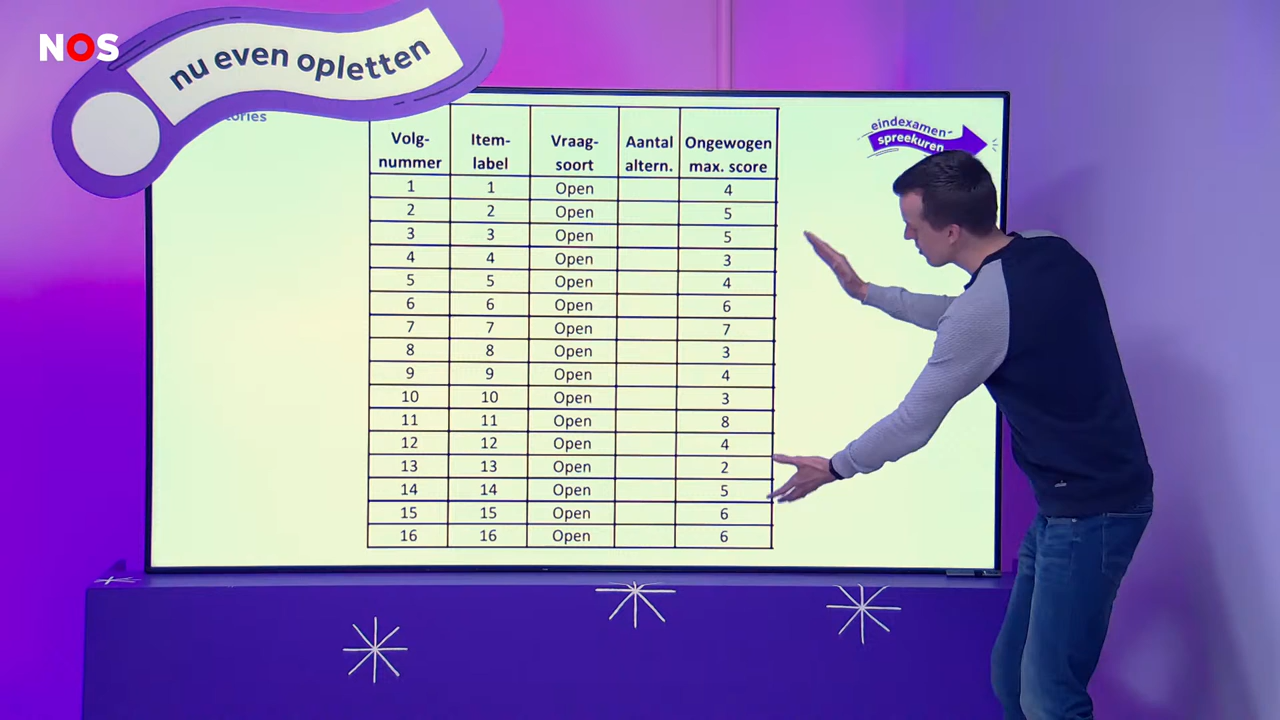 NOS
nu even opletten
eindexamen-
spreekuren
Volg-nummer Item-label Vraag-soort Aantal altern. Ongewogen max. score
1 1 Open 4
2 2 Open 5
3 3 Open 5
4 4 Open 3
5 5 Open 4
6 6 Open 6
7 7 Open 7
8 8 Open 3
9 9 Open 4
10 10 Open 3
11 11 Open 8
12 12 Open 4
13 13 Open 2
14 14 Open 5
15 15 Open 6
16 16 Open 6